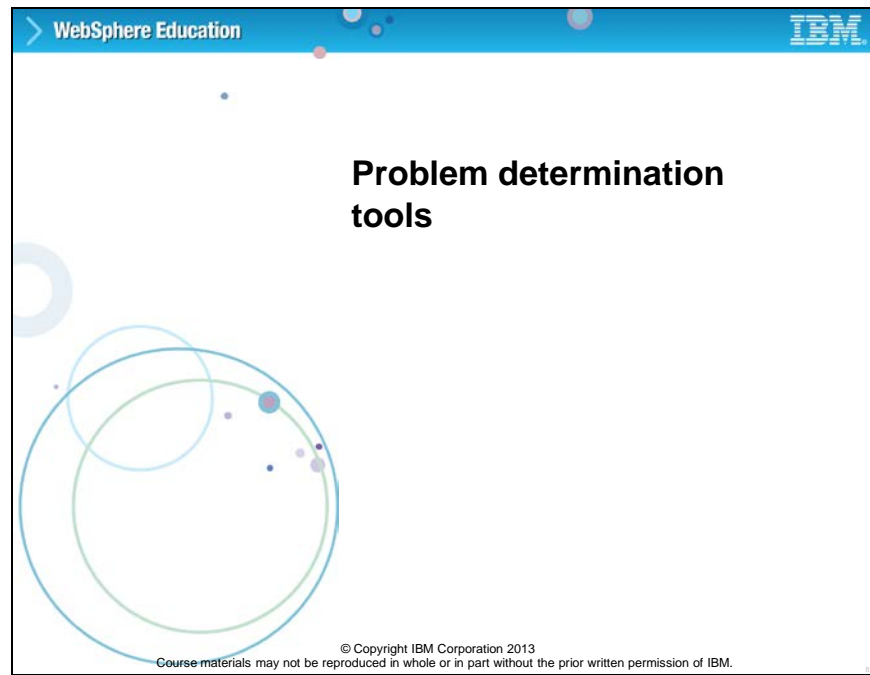 WebSphere Education
IBM.
Problem determination
tools
© Copyright IBM Corporation 2013
Course materials may not be reproduced in whole or in part without the prior written permission of IBM.